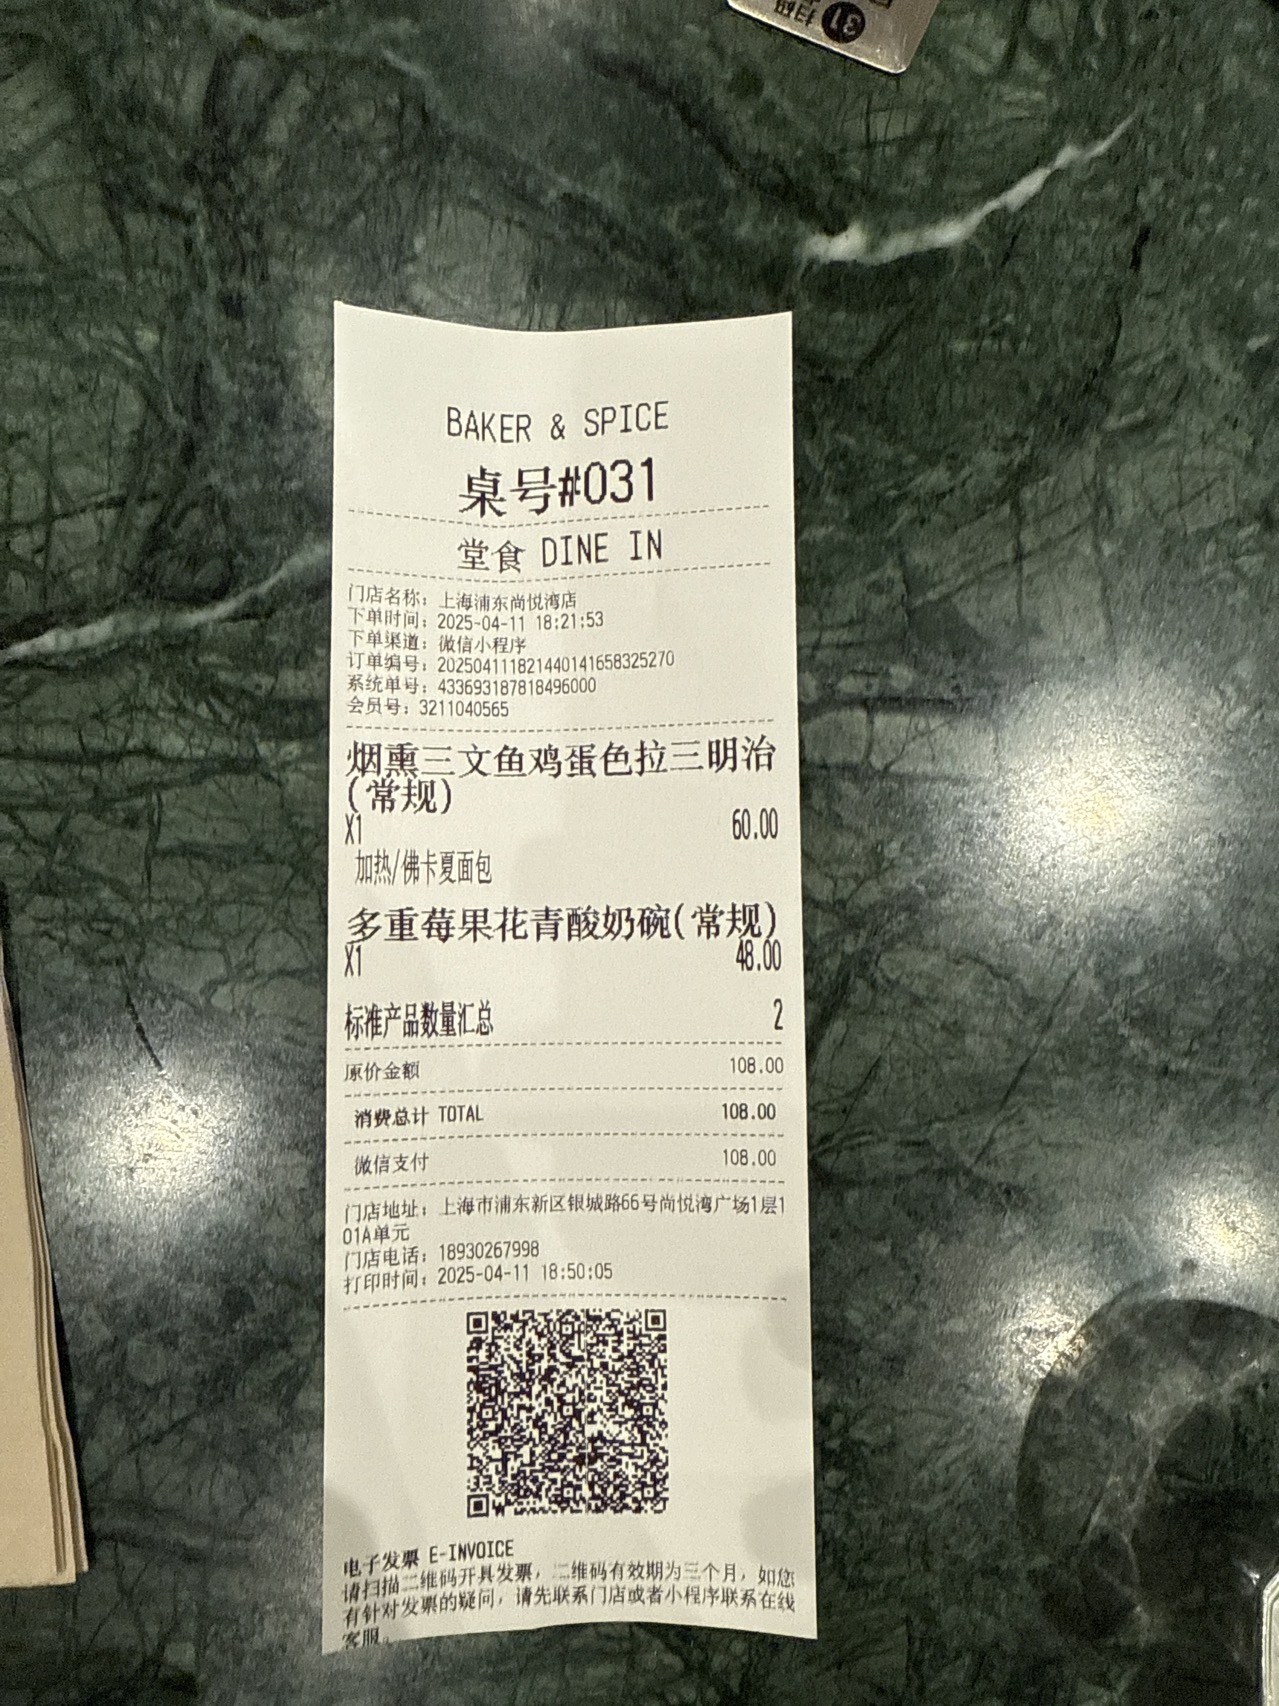 31
扫码
BAKER & SPICE
桌号#031
堂食 DINE IN
门店名称：上海浦东尚悦湾店
下单时间：2025-04-11 18:21:53
下单渠道：微信小程序
订单编号：2025041118214401416583​25270
系统单号：433693187818496000
会员号：3211040565
烟熏三文鱼鸡蛋色拉三明治
(常规)
X1 60.00
加热/佛卡夏面包
多重莓果花青酸奶碗(常规)
X1 48.00
标准产品数量汇总 2
原价金额 108.00
消费总计 TOTAL 108.00
微信支付 108.00
门店地址：上海市浦东新区银城路66号尚悦湾广场1层1
01A单元
门店电话：18930267998
打印时间：2025-04-11 18:50:05
电子发票 E-INVOICE
请扫描二维码开具发票，二维码有效期为三个月，如您
有针对发票的疑问，请先联系门店或者小程序联系在线
客服。